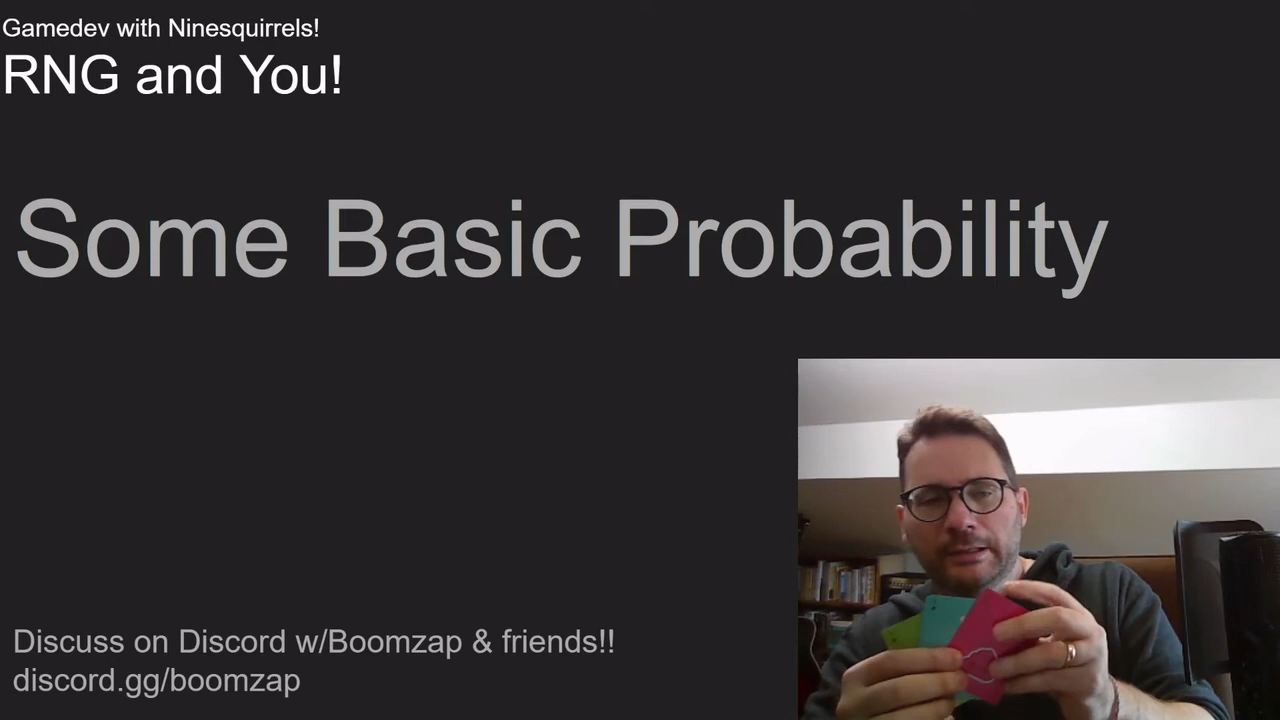 Gamedev with Ninesquirrels!
RNG and You!
Some Basic Probability
Discuss on Discord w/Boomzap & friends!!
discord.gg/boomzap